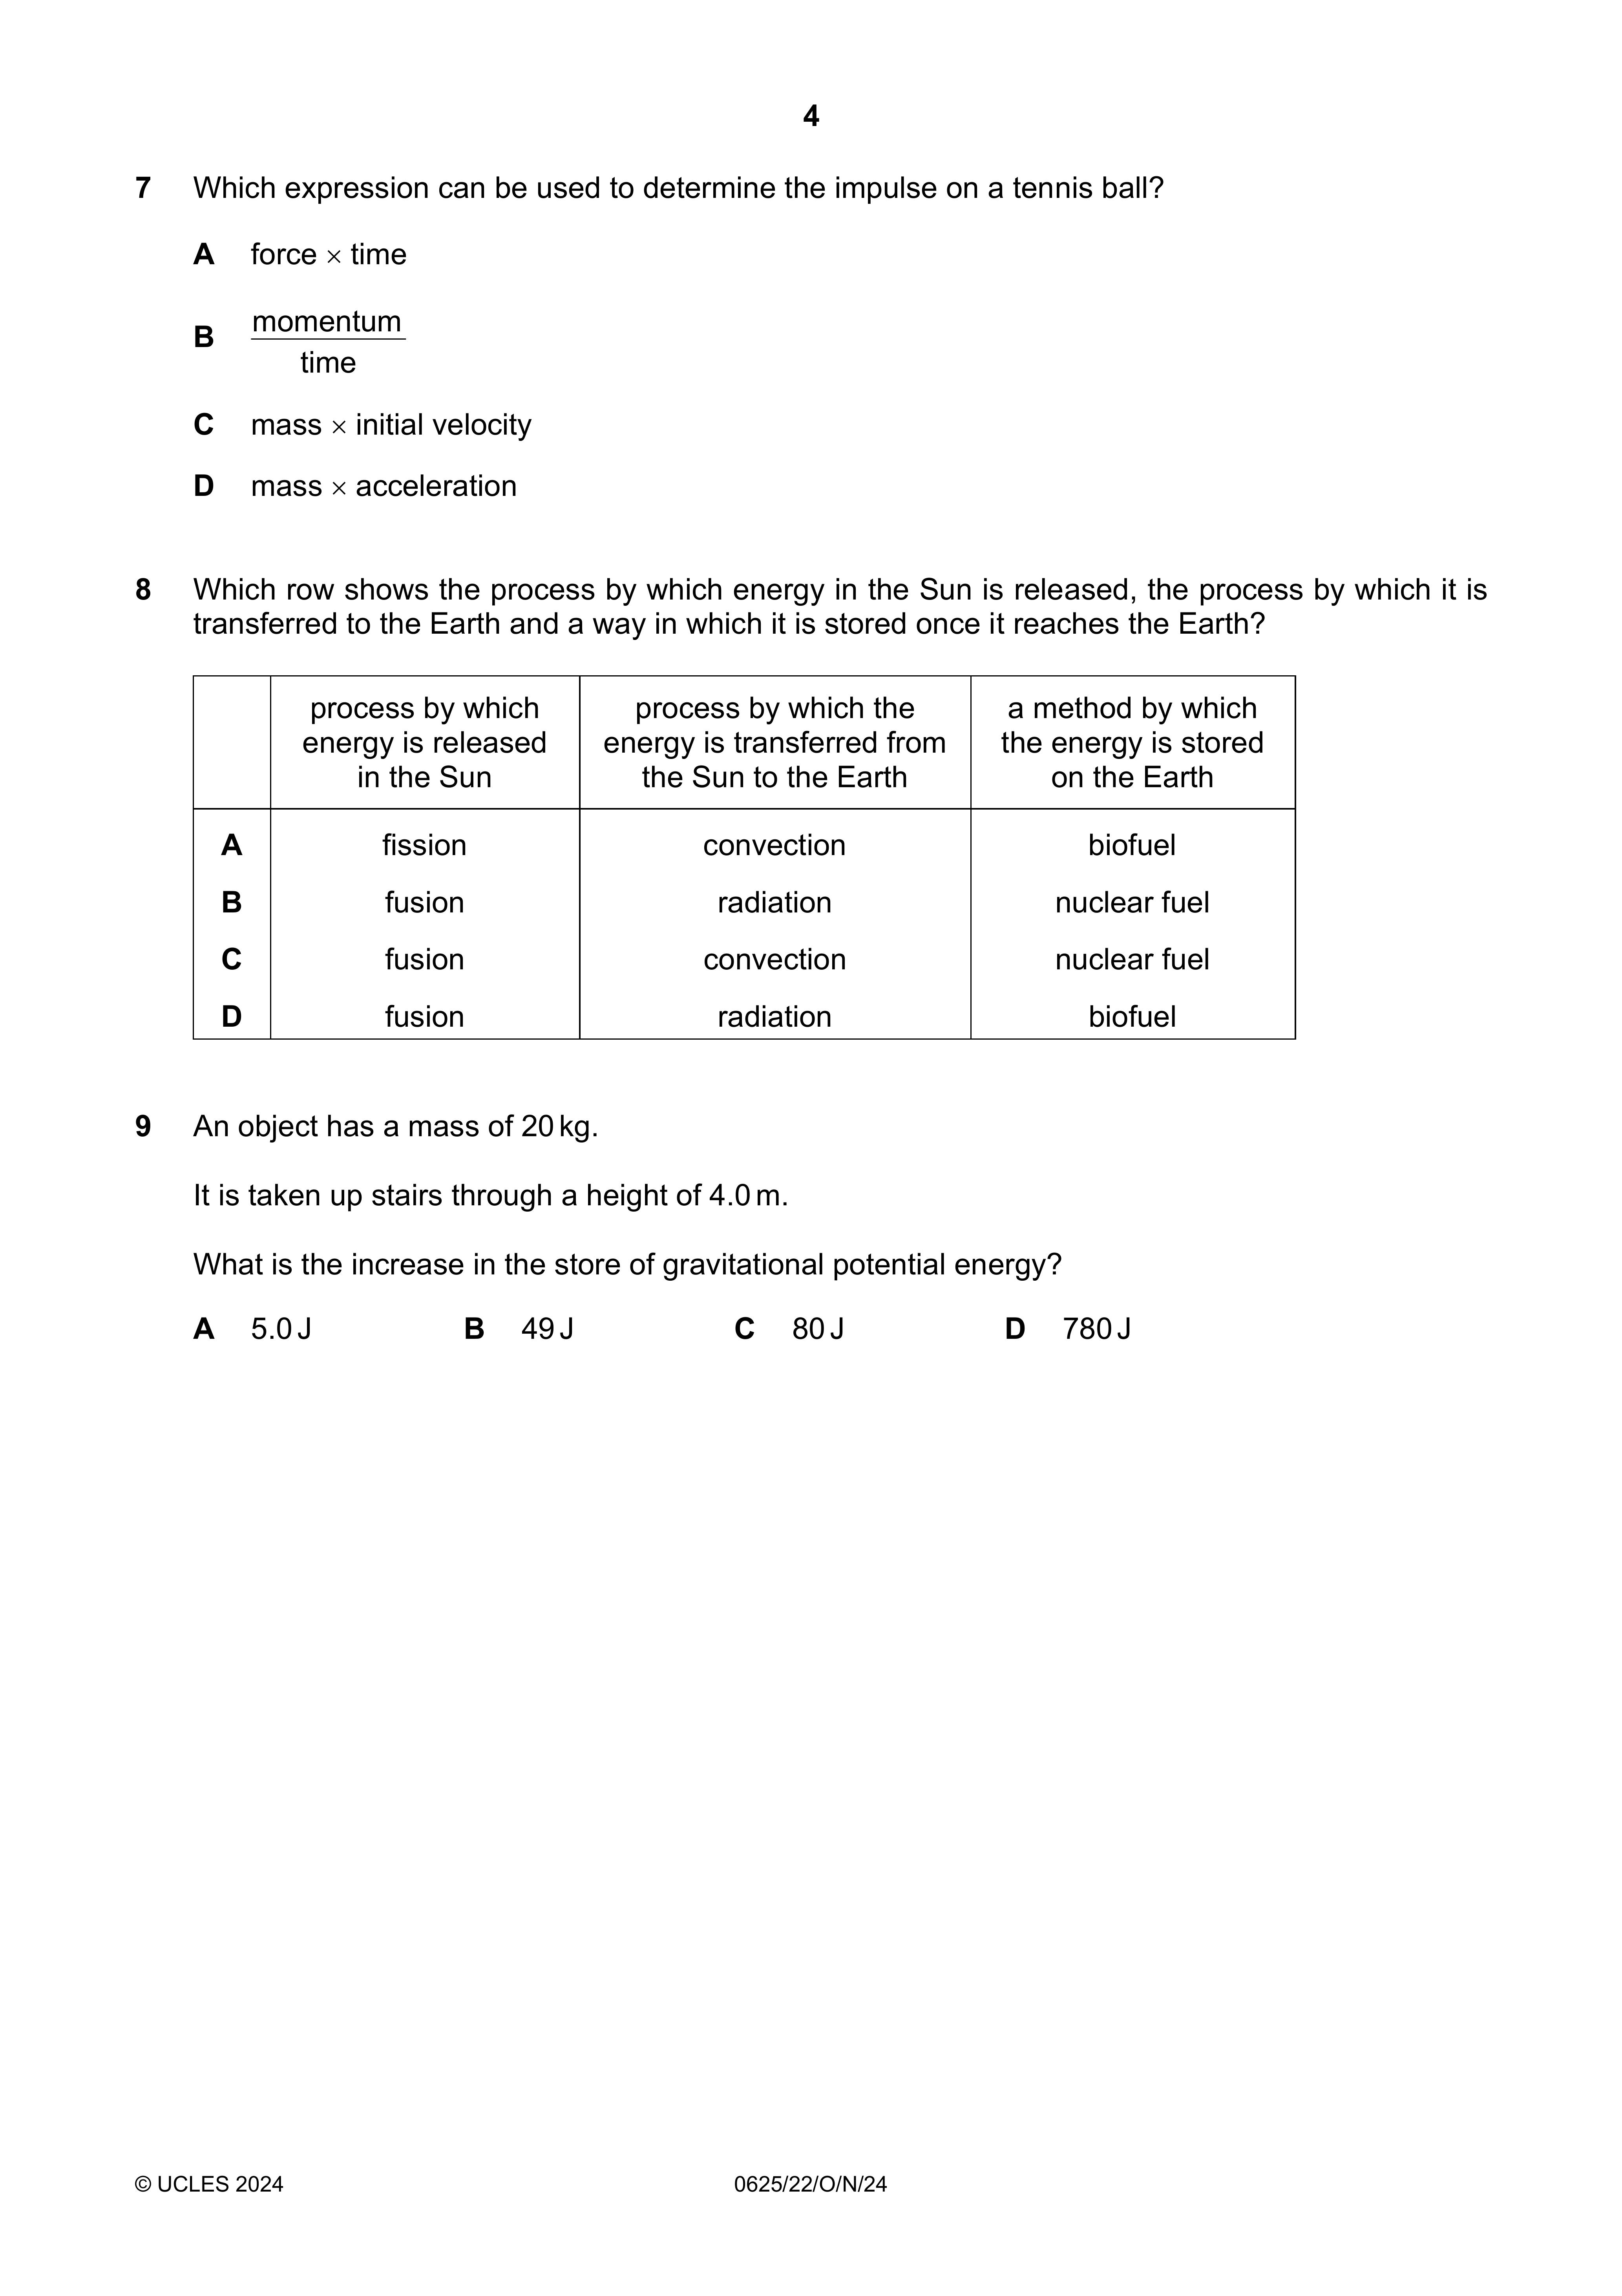 4
7 Which expression can be used to determine the impulse on a tennis ball?
A force × time
B momentum
time
C mass × initial velocity
D mass × acceleration
8 Which row shows the process by which energy in the Sun is released, the process by which it is
transferred to the Earth and a way in which it is stored once it reaches the Earth?
process by which process by which the a method by which
energy is released energy is transferred from the energy is stored
in the Sun the Sun to the Earth on the Earth
A fission convection biofuel
B fusion radiation nuclear fuel
C fusion convection nuclear fuel
D fusion radiation biofuel
9 An object has a mass of 20 kg.
It is taken up stairs through a height of 4.0 m.
What is the increase in the store of gravitational potential energy?
A 5.0 J B 49 J C 80 J D 780 J
© UCLES 2024 0625/22/O/N/24